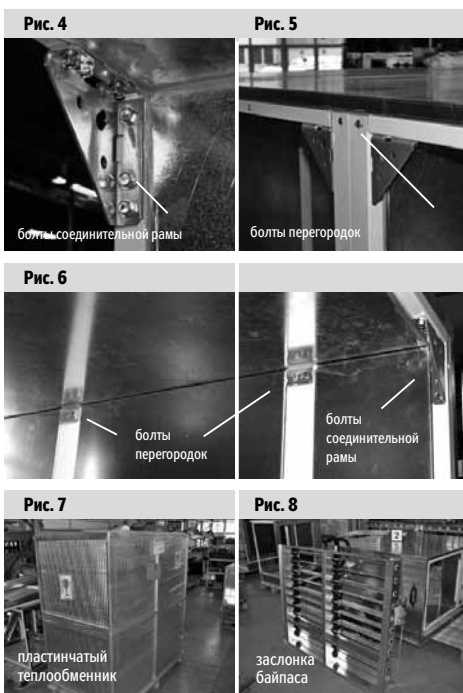 Рис. 4
Рис. 5
болты соединительной рамы
болты перегородок
Рис. 6
болты
перегородок
болты
соединительной
рамы
Рис. 7
Рис. 8
пластинчатый
теплообменник
2
заслонка
байпаса